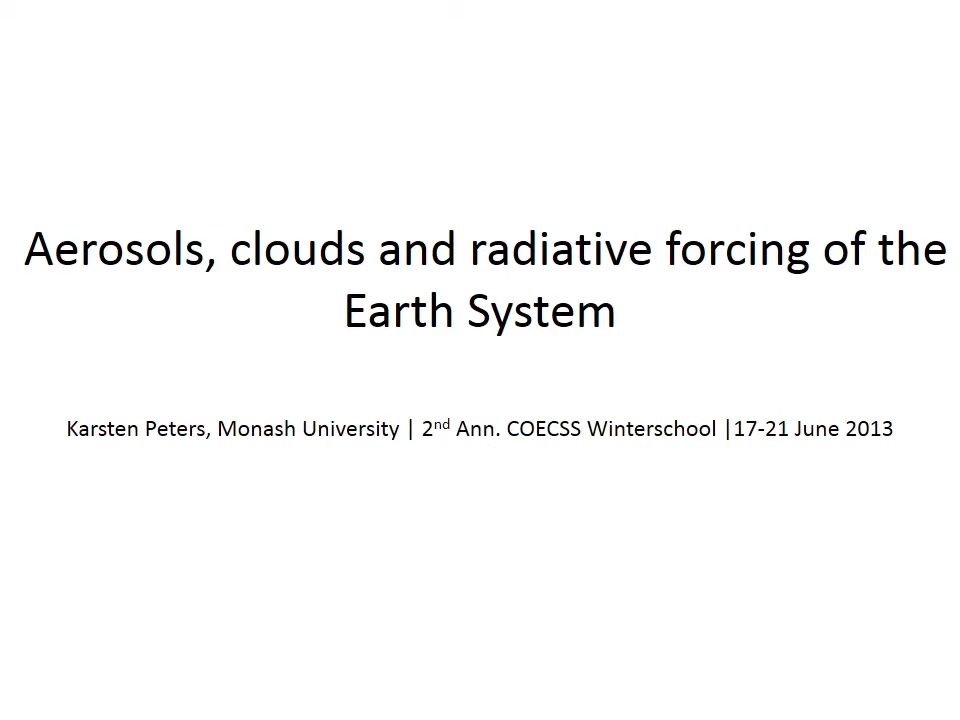 Aerosols, clouds and radiative forcing of the
Earth System
Karsten Peters, Monash University | 2nd Ann. COECSS Winterschool |17-21 June 2013